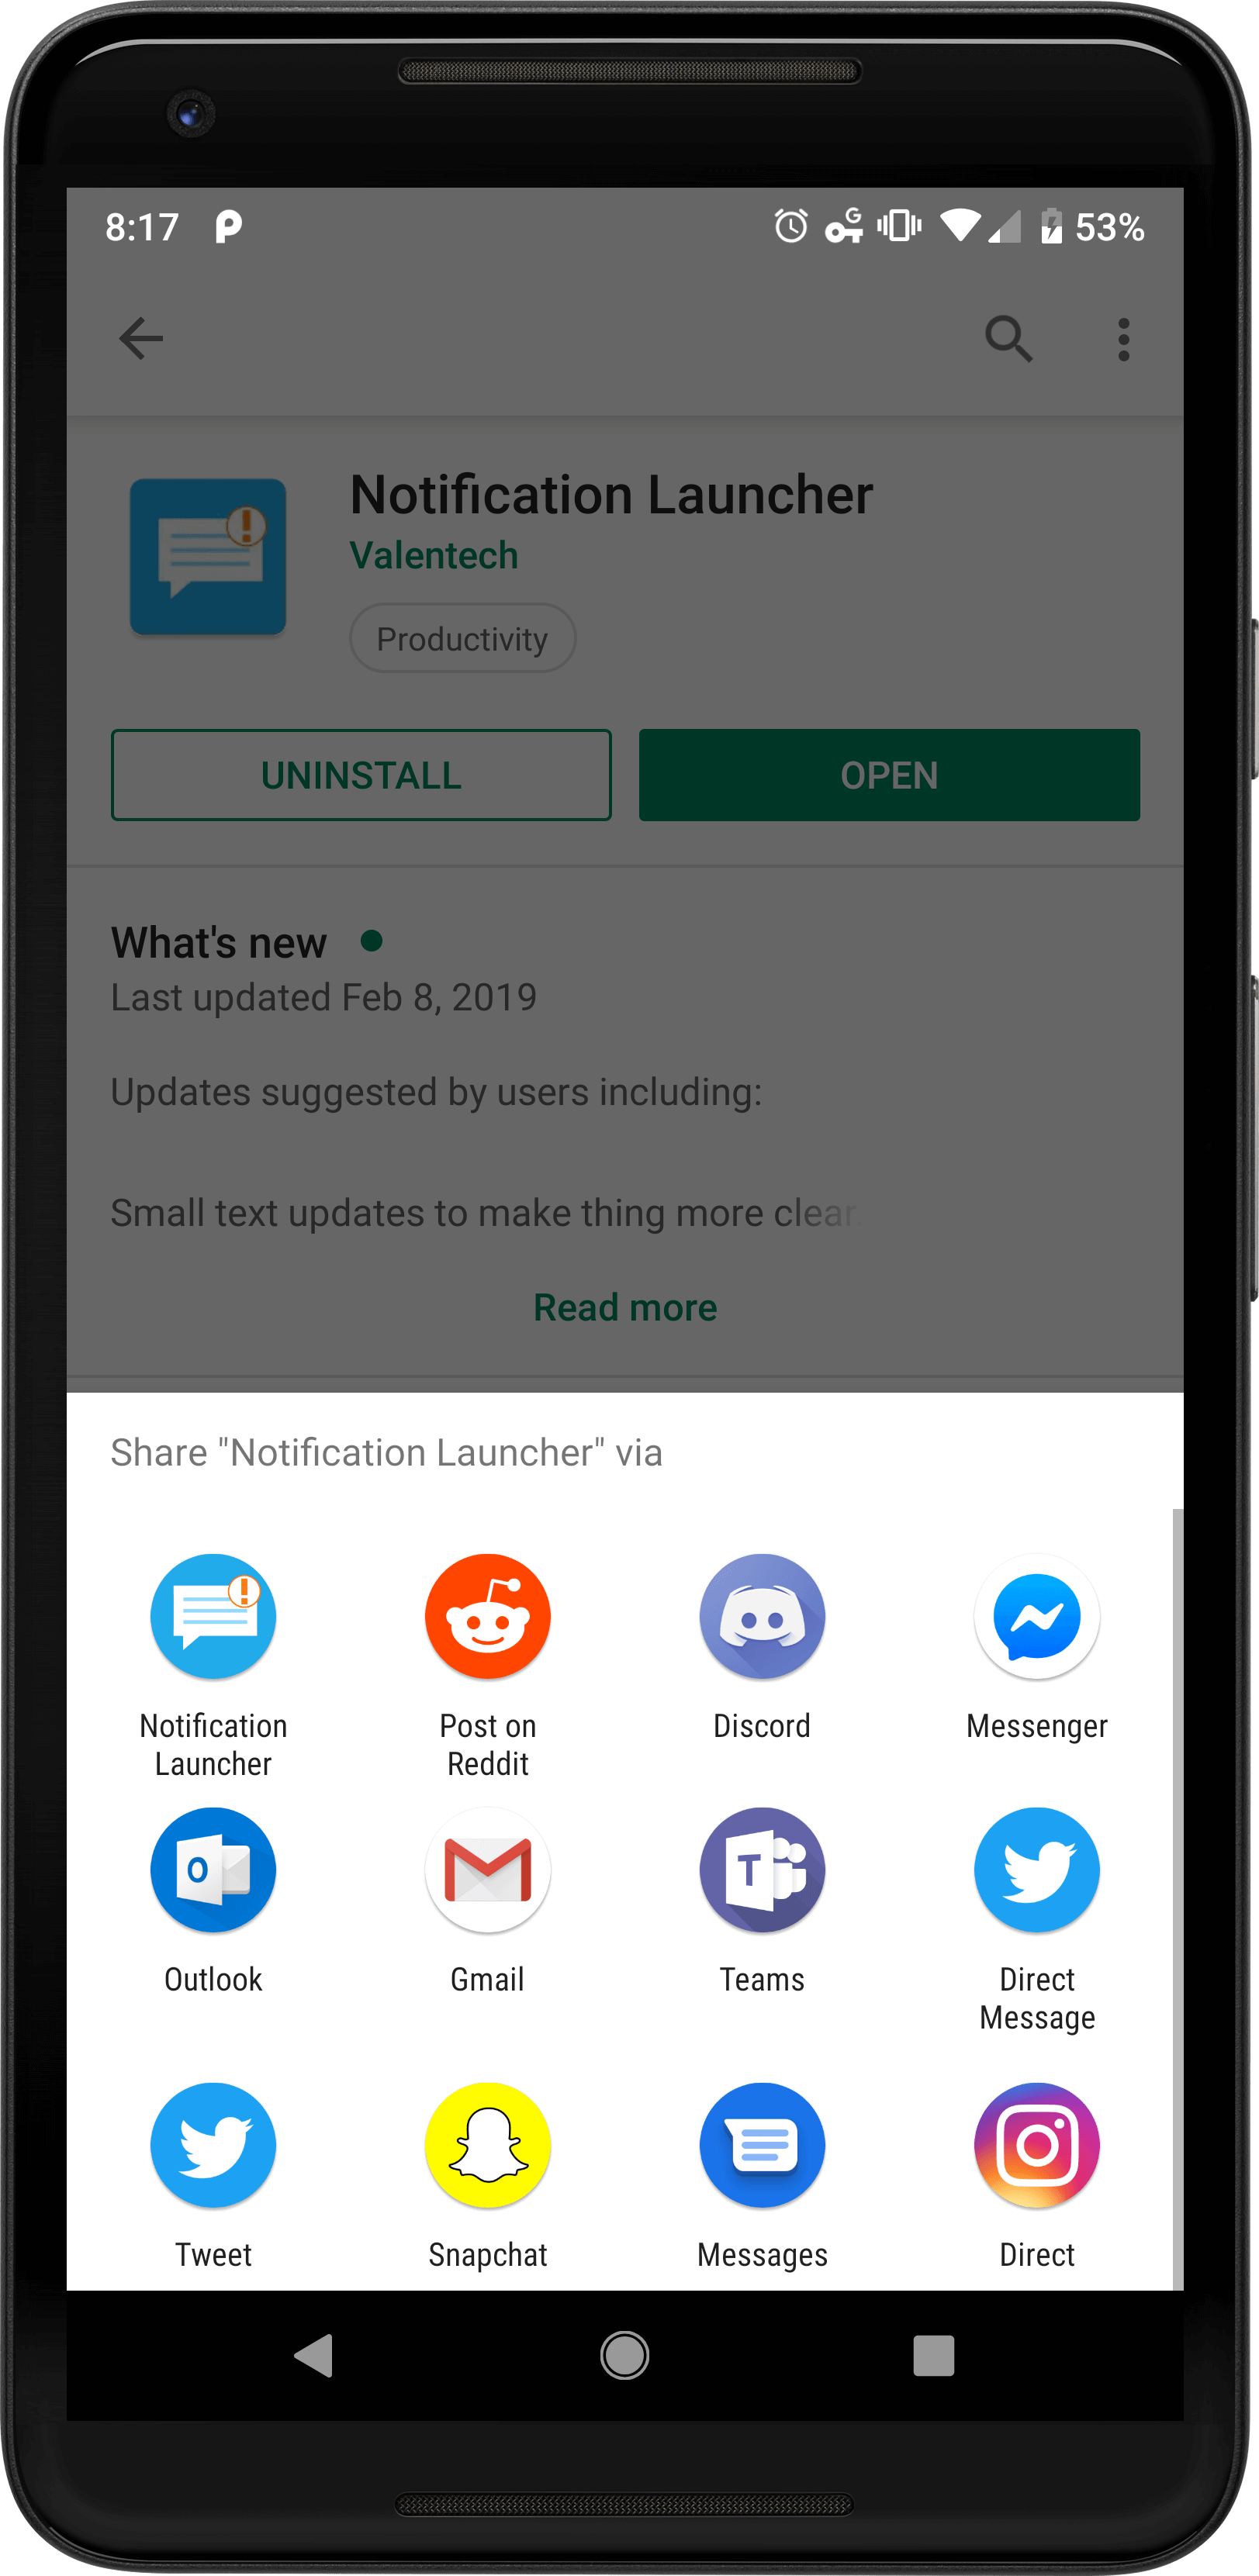 8:17
G
53%
Notification Launcher
Valentech
Productivity
UNINSTALL
OPEN
What's new
Last updated Feb 8, 2019
Updates suggested by users including:
Small text updates to make thing more clear.
Read more
Share "Notification Launcher" via
Notification
Launcher
Post on
Reddit
Discord
Messenger
Outlook
Gmail
Teams
Direct
Message
Tweet
Snapchat
Messages
Direct